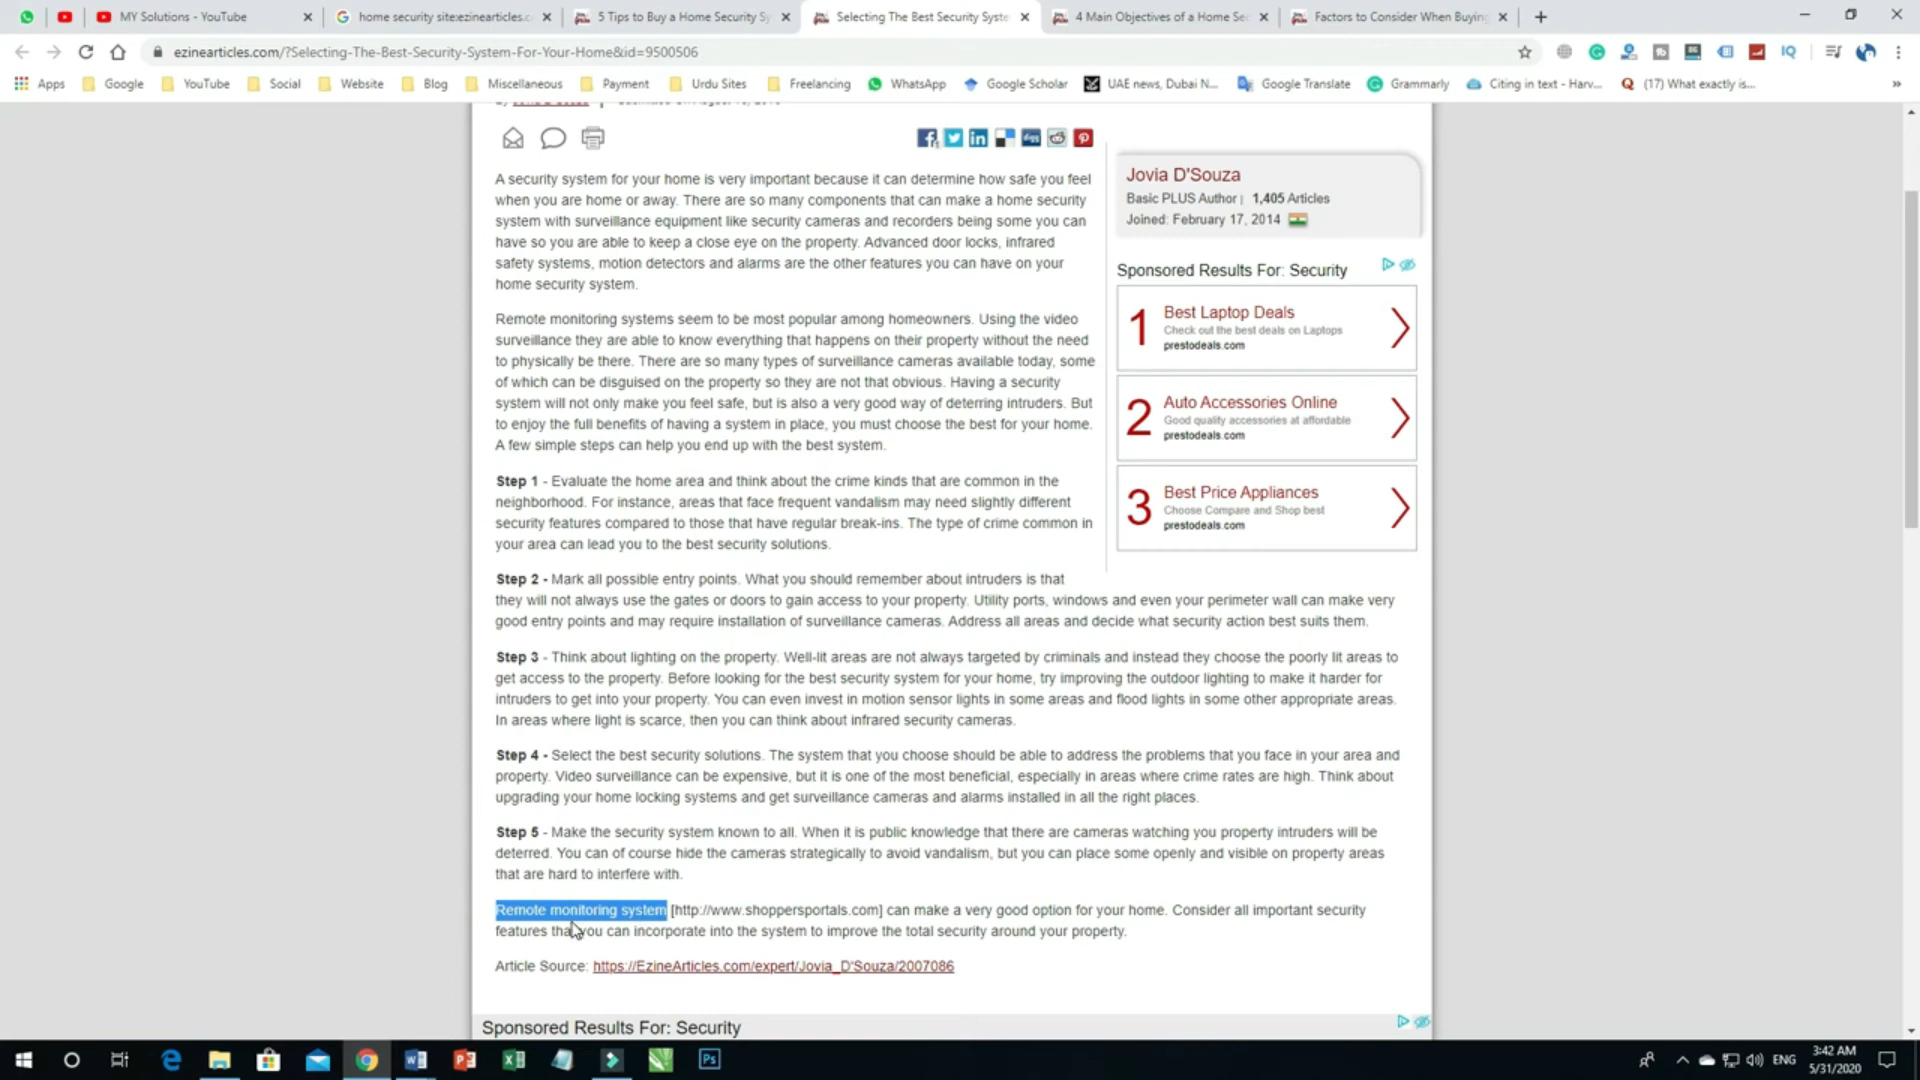 MY Solutions - YouTube
home security site:ezinearticles.c
5 Tips to Buy a Home Security Sy
Selecting The Best Security Syste
4 Main Objectives of a Home Sec
Factors to Consider When Buying
ezinearticles.com/?Selecting-The-Best-Security-System-For-Your-Home&id=9500506
Apps
Google
YouTube
Social
Website
Blog
Miscellaneous
Payment
Urdu Sites
Freelancing
WhatsApp
Google Scholar
UAE news, Dubai N...
Google Translate
Grammarly
Citing in text - Harv...
(17) What exactly is...
A security system for your home is very important because it can determine how safe you feel
when you are home or away. There are so many components that can make a home security
system with surveillance equipment like security cameras and recorders being some you can
have so you are able to keep a close eye on the property. Advanced door locks, infrared
safety systems, motion detectors and alarms are the other features you can have on your
home security system.
Remote monitoring systems seem to be most popular among homeowners. Using the video
surveillance they are able to know everything that happens on their property without the need
to physically be there. There are so many types of surveillance cameras available today, some
of which can be disguised on the property so they are not that obvious. Having a security
system will not only make you feel safe, but is also a very good way of deterring intruders. But
to enjoy the full benefits of having a system in place, you must choose the best for your home.
A few simple steps can help you end up with the best system.
Step 1 - Evaluate the home area and think about the crime kinds that are common in the
neighborhood. For instance, areas that face frequent vandalism may need slightly different
security features compared to those that have regular break-ins. The type of crime common in
your area can lead you to the best security solutions.
Step 2 - Mark all possible entry points. What you should remember about intruders is that
they will not always use the gates or doors to gain access to your property. Utility ports, windows and even your perimeter wall can make very
good entry points and may require installation of surveillance cameras. Address all areas and decide what security action best suits them.
Step 3 - Think about lighting on the property. Well-lit areas are not always targeted by criminals and instead they choose the poorly lit areas to
get access to the property. Before looking for the best security system for your home, try improving the outdoor lighting to make it harder for
intruders to get into your property. You can even invest in motion sensor lights in some areas and flood lights in some other appropriate areas.
In areas where light is scarce, then you can think about infrared security cameras.
Step 4 - Select the best security solutions. The system that you choose should be able to address the problems that you face in your area and
property. Video surveillance can be expensive, but it is one of the most beneficial, especially in areas where crime rates are high. Think about
upgrading your home locking systems and get surveillance cameras and alarms installed in all the right places.
Step 5 - Make the security system known to all. When it is public knowledge that there are cameras watching you property intruders will be
deterred. You can of course hide the cameras strategically to avoid vandalism, but you can place some openly and visible on property areas
that are hard to interfere with.
Remote monitoring system [http://www.shoppersportals.com] can make a very good option for your home. Consider all important security
features that you can incorporate into the system to improve the total security around your property.
Article Source: https://EzineArticles.com/expert/Jovia_D'Souza/2007086
Jovia D'Souza
Basic PLUS Author | 1,405 Articles
Joined: February 17, 2014
Sponsored Results For: Security
1
Best Laptop Deals
Check out the best deals on Laptops
prestodeals.com
2
Auto Accessories Online
Good quality accessories at affordable
prestodeals.com
3
Best Price Appliances
Choose Compare and Shop best
prestodeals.com
Sponsored Results For: Security
ENG
3:42 AM
5/31/2020